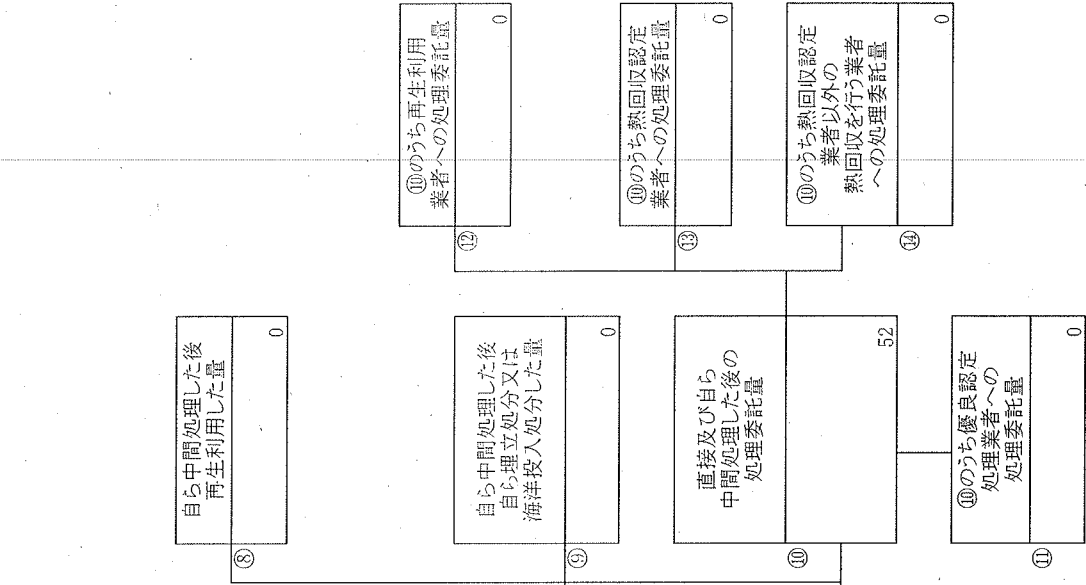 ⑧
自ら中間処理した後
再生利用した量
0
⑨
自ら中間処理した後
自ら埋立処分又は
海洋投入処分した量
0
⑩
直接及び自ら
中間処理した後の
処理委託量
52
⑪
⑩のうち優良認定
処理業者への
処理委託量
0
⑫
⑩のうち再生利用
業者への処理委託量
0
⑬
⑩のうち熱回収認定
業者への処理委託量
0
⑭
⑩のうち熱回収認定
業者以外の
熱回収を行う業者
への処理委託量
0